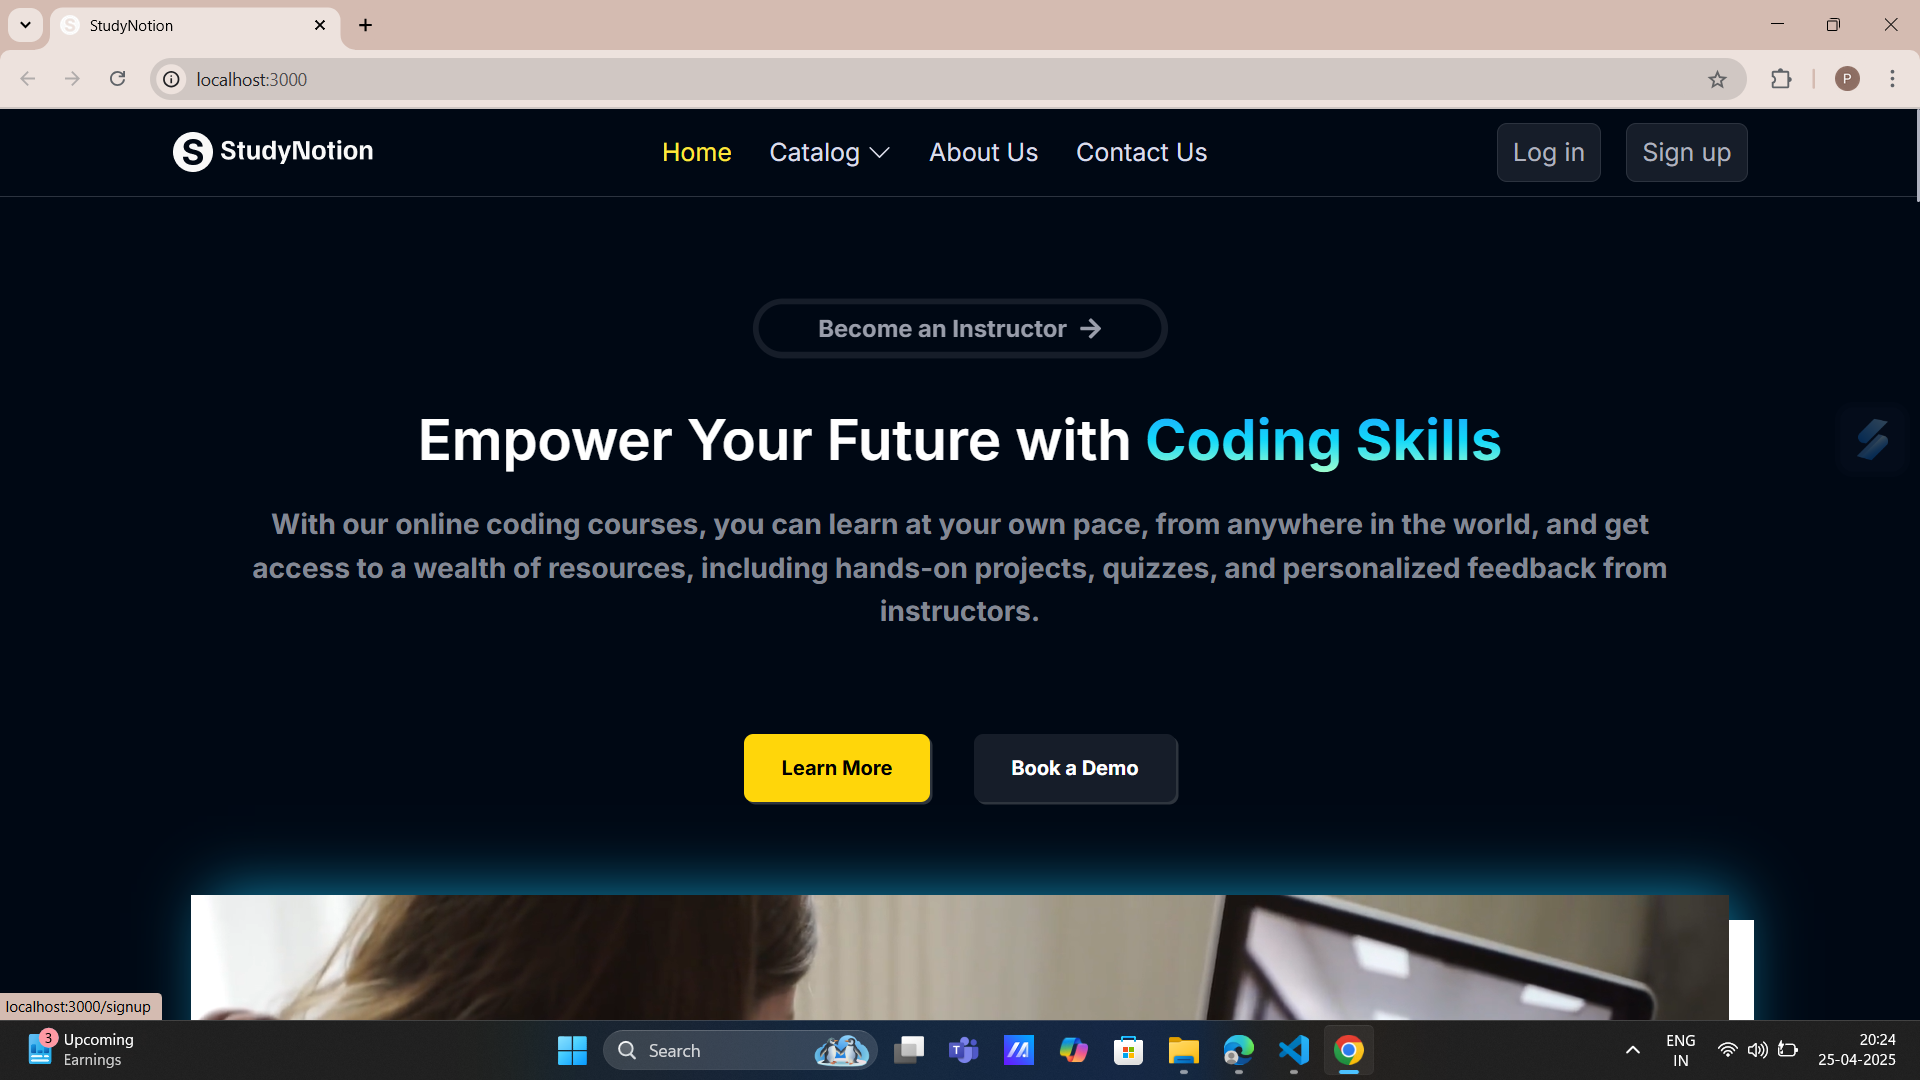 StudyNotion
localhost:3000
P
S StudyNotion
Home
Catalog
About Us
Contact Us
Log in
Sign up
Become an Instructor
Empower Your Future with Coding Skills
With our online coding courses, you can learn at your own pace, from anywhere in the world, and get
access to a wealth of resources, including hands-on projects, quizzes, and personalized feedback from
instructors.
Learn More
Book a Demo
localhost:3000/signup
3
Upcoming
Earnings
Search
ENG
IN
20:24
25-04-2025